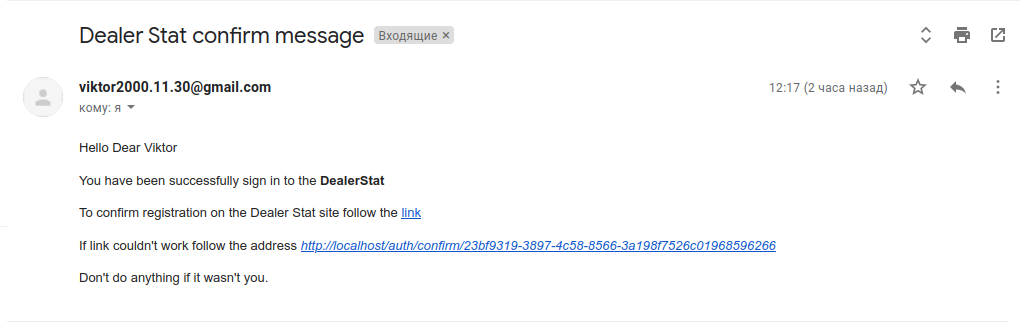 Dealer Stat confirm message Входящие ×
viktor2000.11.30@gmail.com 12:17 (2 часа назад)
кому: я
Hello Dear Viktor
You have been successfully sign in to the DealerStat
To confirm registration on the Dealer Stat site follow the link
If link couldn't work follow the address http://localhost/auth/confirm/23bf9319-3897-4c58-8566-3a198f7526c01968596266
Don't do anything if it wasn't you.